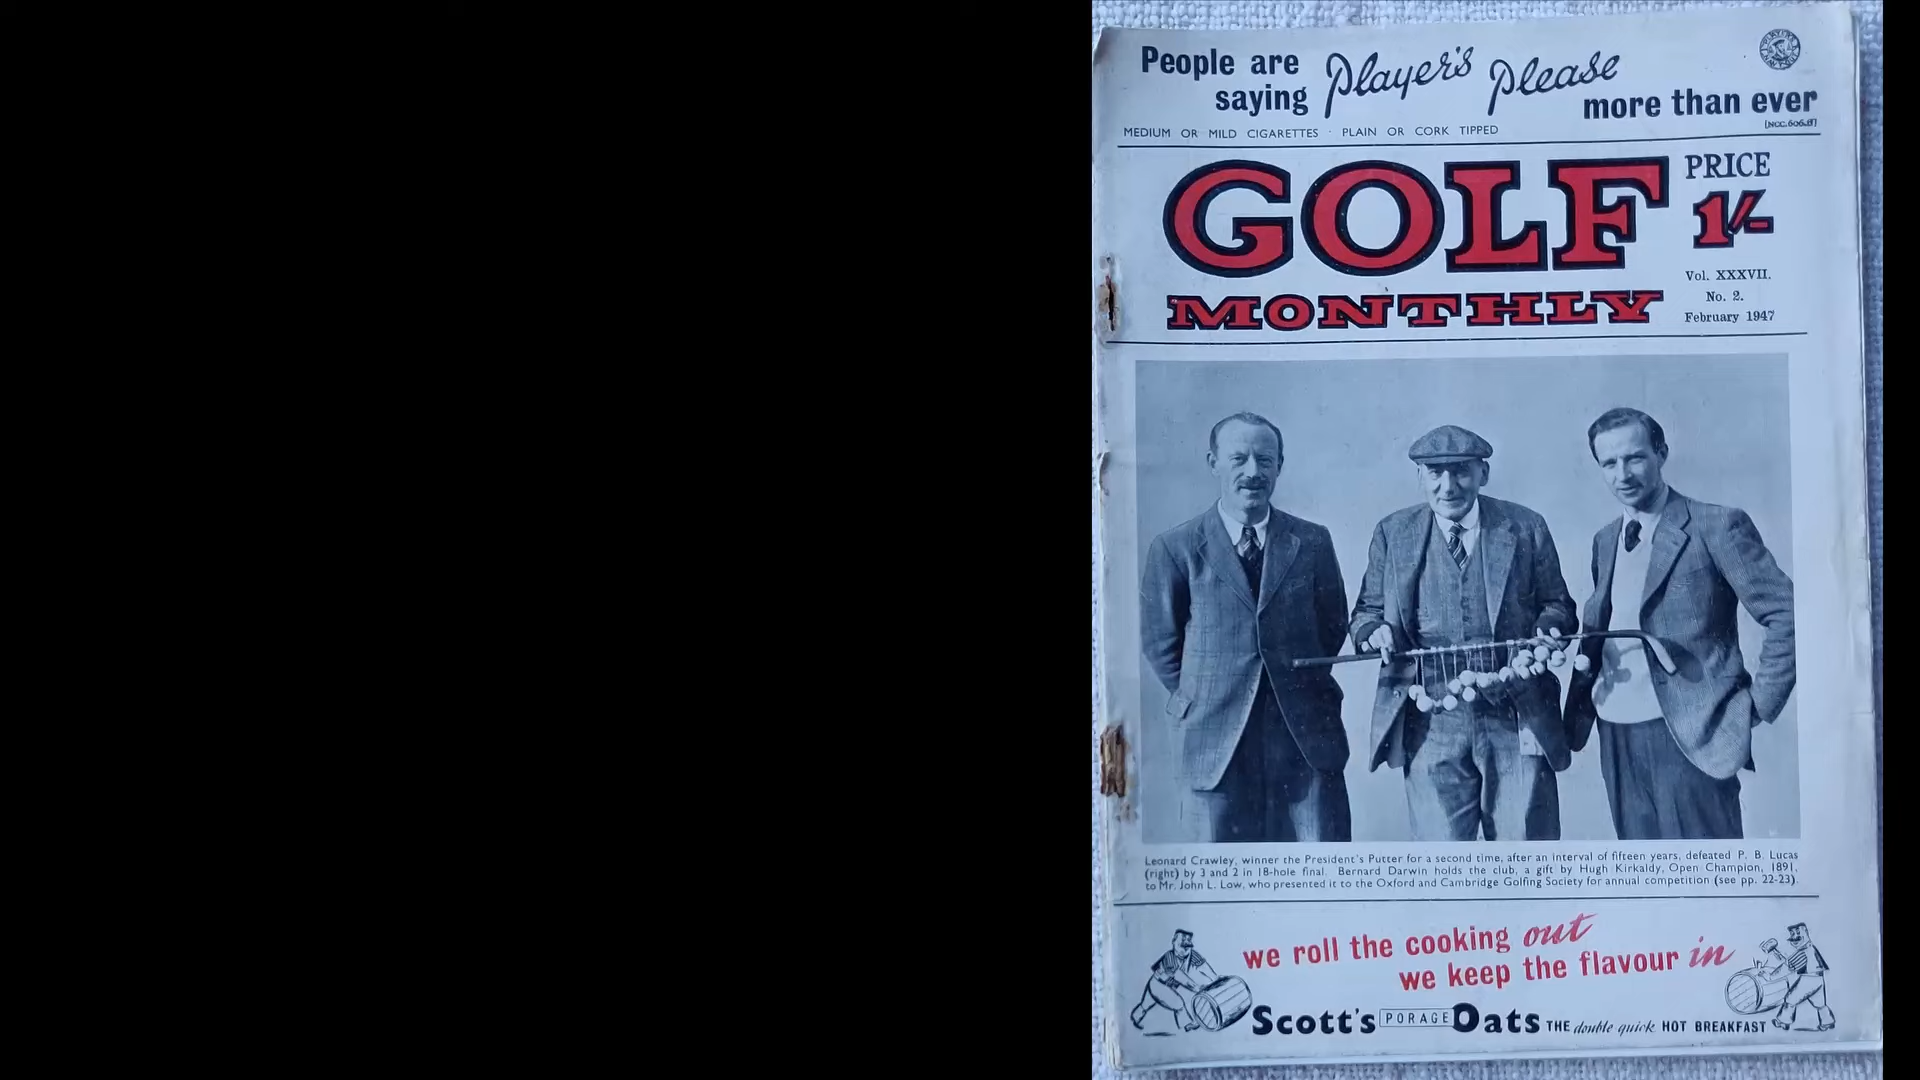 People are
saying Player's Please
more than ever
[NCC.606.B]
MEDIUM OR MILD CIGARETTES · PLAIN OR CORK TIPPED
GOLF
MONTHLY
PRICE
1/-
Vol. XXXVII.
No. 2.
February 1947
Leonard Crawley, winner the President's Putter for a second time, after an interval of fifteen years, defeated P. B. Lucas
(right) by 3 and 2 in 18-hole final. Bernard Darwin holds the club, a gift by Hugh Kirkaldy, Open Champion, 1891,
to Mr. John L. Low, who presented it to the Oxford and Cambridge Golfing Society for annual competition (see pp. 22-23).
we roll the cooking out
we keep the flavour in
Scott's PORAGE Oats THE double quick HOT BREAKFAST